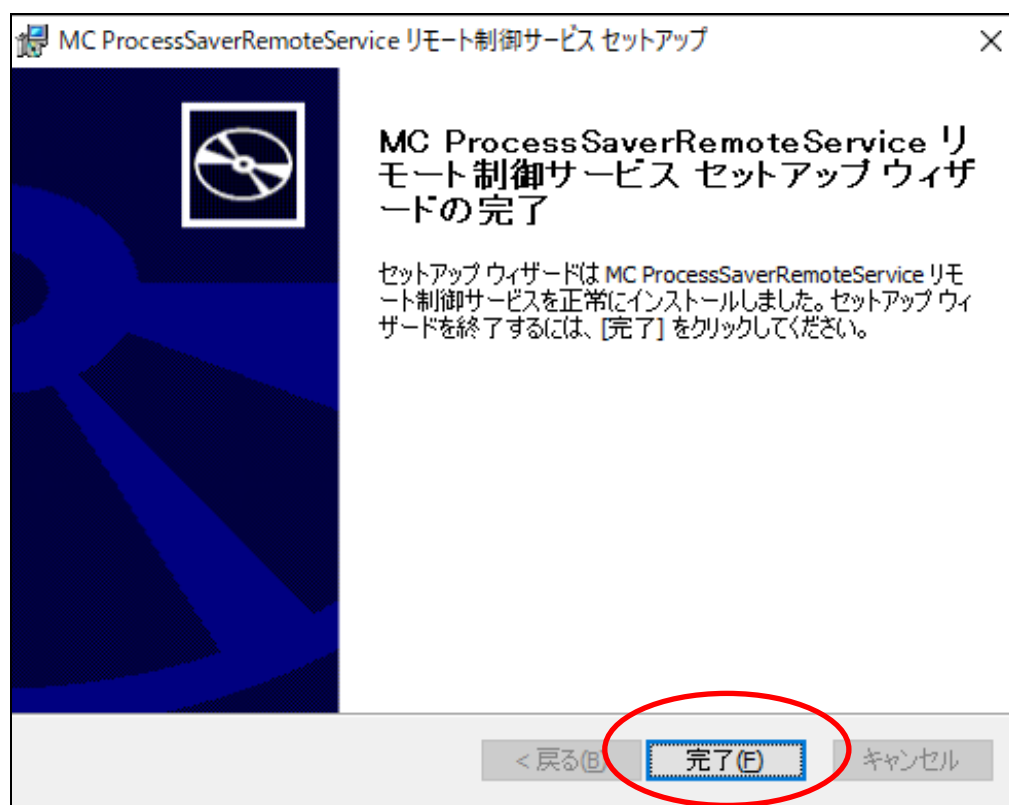 MC ProcessSaverRemoteService リモート制御サービス セットアップ
MC ProcessSaverRemoteService リ
モート制御サービス セットアップ ウィザ
ードの完了
セットアップ ウィザードは MC ProcessSaverRemoteService リモ
ート制御サービスを正常にインストールしました。セットアップ ウィ
ザードを終了するには、[完了] をクリックしてください。
< 戻る(B) 完了(F) キャンセル